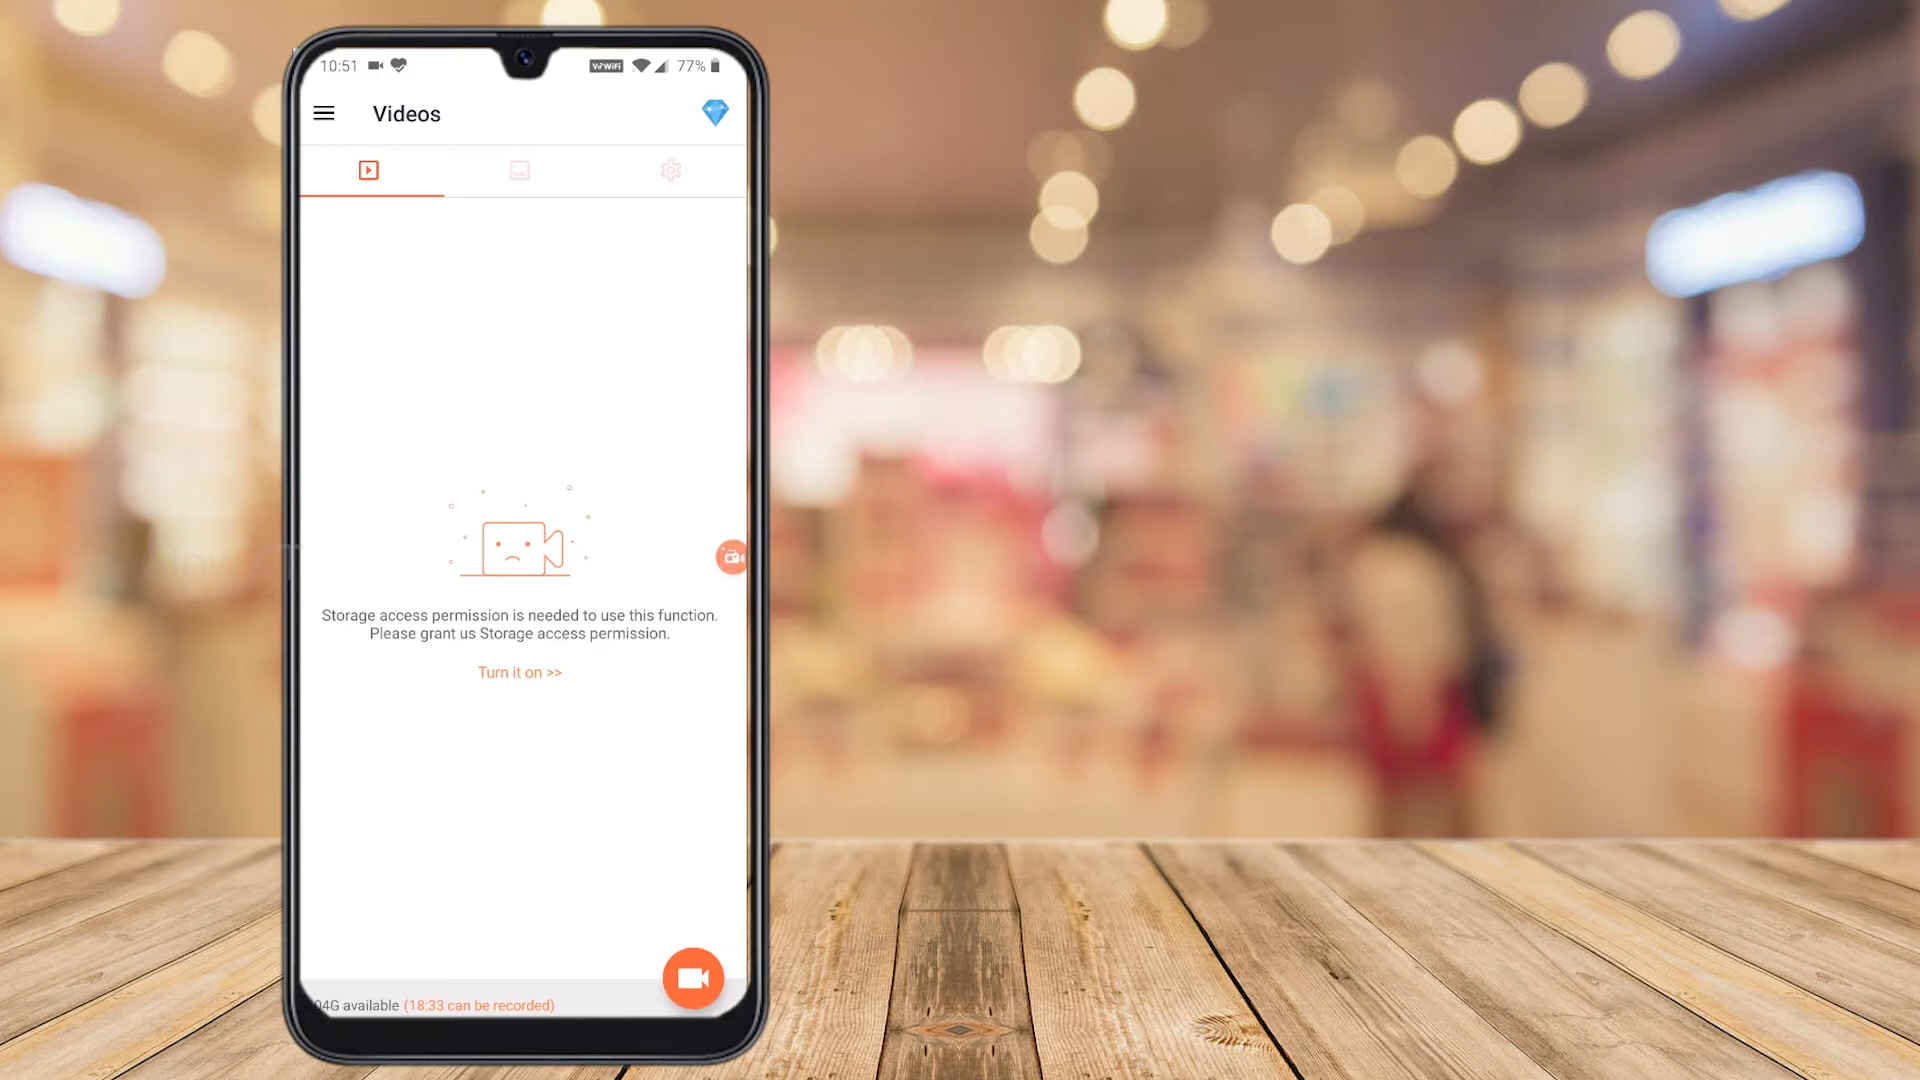 10:51
VoWiFi
77%
Videos
Storage access permission is needed to use this function.
Please grant us Storage access permission.
Turn it on >>
04G available (18:33 can be recorded)